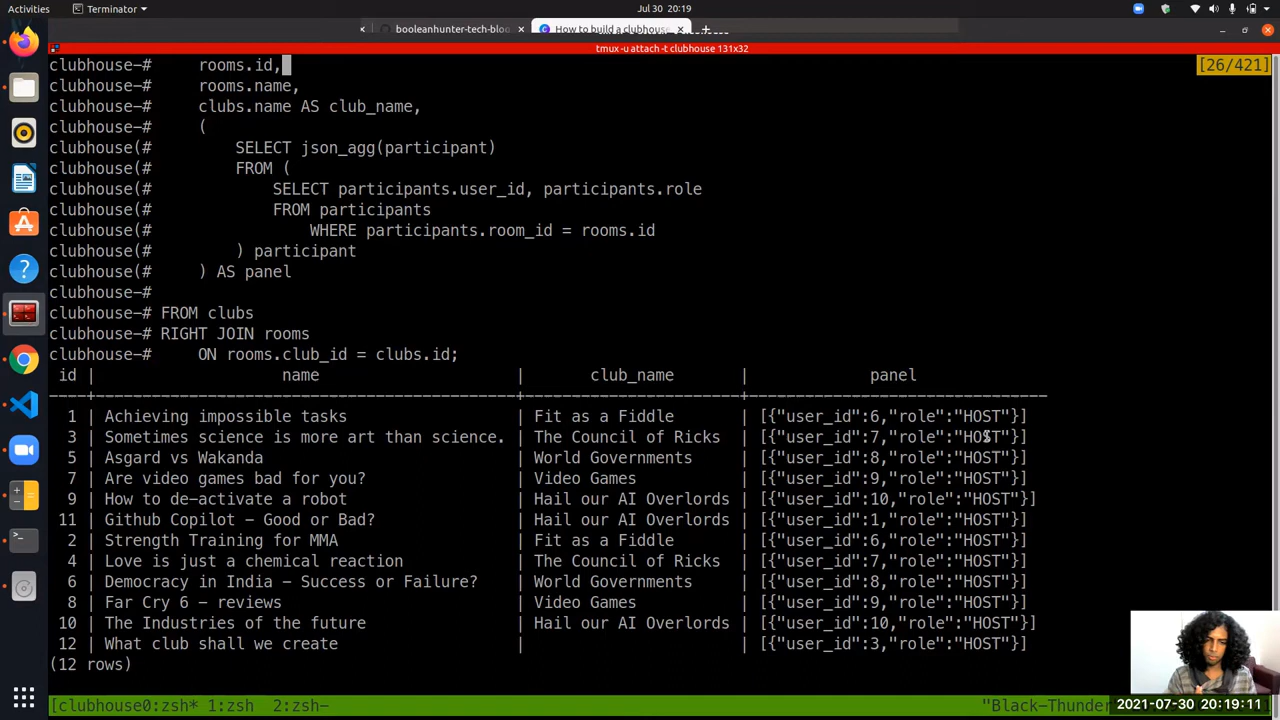 Activities Terminator Jul 30 20:19
booleanhunter-tech-blo × How to build a clubhouse × +
tmux -u attach -t clubhouse 131x32
clubhouse-# rooms.id, [26/421]
clubhouse-# rooms.name,
clubhouse-# clubs.name AS club_name,
clubhouse-# (
clubhouse(# SELECT json_agg(participant)
clubhouse(# FROM (
clubhouse(# SELECT participants.user_id, participants.role
clubhouse(# FROM participants
clubhouse(# WHERE participants.room_id = rooms.id
clubhouse(# ) participant
clubhouse(# ) AS panel
clubhouse-#
clubhouse-# FROM clubs
clubhouse-# RIGHT JOIN rooms
clubhouse-# ON rooms.club_id = clubs.id;
id | name | club_name | panel
----+---------------------------------------------+-----------------------+--------------------------------
1 | Achieving impossible tasks | Fit as a Fiddle | [{"user_id":6,"role":"HOST"}]
3 | Sometimes science is more art than science. | The Council of Ricks | [{"user_id":7,"role":"HOST"}]
5 | Asgard vs Wakanda | World Governments | [{"user_id":8,"role":"HOST"}]
7 | Are video games bad for you? | Video Games | [{"user_id":9,"role":"HOST"}]
9 | How to de-activate a robot | Hail our AI Overlords | [{"user_id":10,"role":"HOST"}]
11 | Github Copilot - Good or Bad? | Hail our AI Overlords | [{"user_id":1,"role":"HOST"}]
2 | Strength Training for MMA | Fit as a Fiddle | [{"user_id":6,"role":"HOST"}]
4 | Love is just a chemical reaction | The Council of Ricks | [{"user_id":7,"role":"HOST"}]
6 | Democracy in India - Success or Failure? | World Governments | [{"user_id":8,"role":"HOST"}]
8 | Far Cry 6 - reviews | Video Games | [{"user_id":9,"role":"HOST"}]
10 | The Industries of the future | Hail our AI Overlords | [{"user_id":10,"role":"HOST"}]
12 | What club shall we create | | [{"user_id":3,"role":"HOST"}]
(12 rows)
[clubhouse0:zsh* 1:zsh 2:zsh- "Black-Thunder
2021-07-30 20:19:11